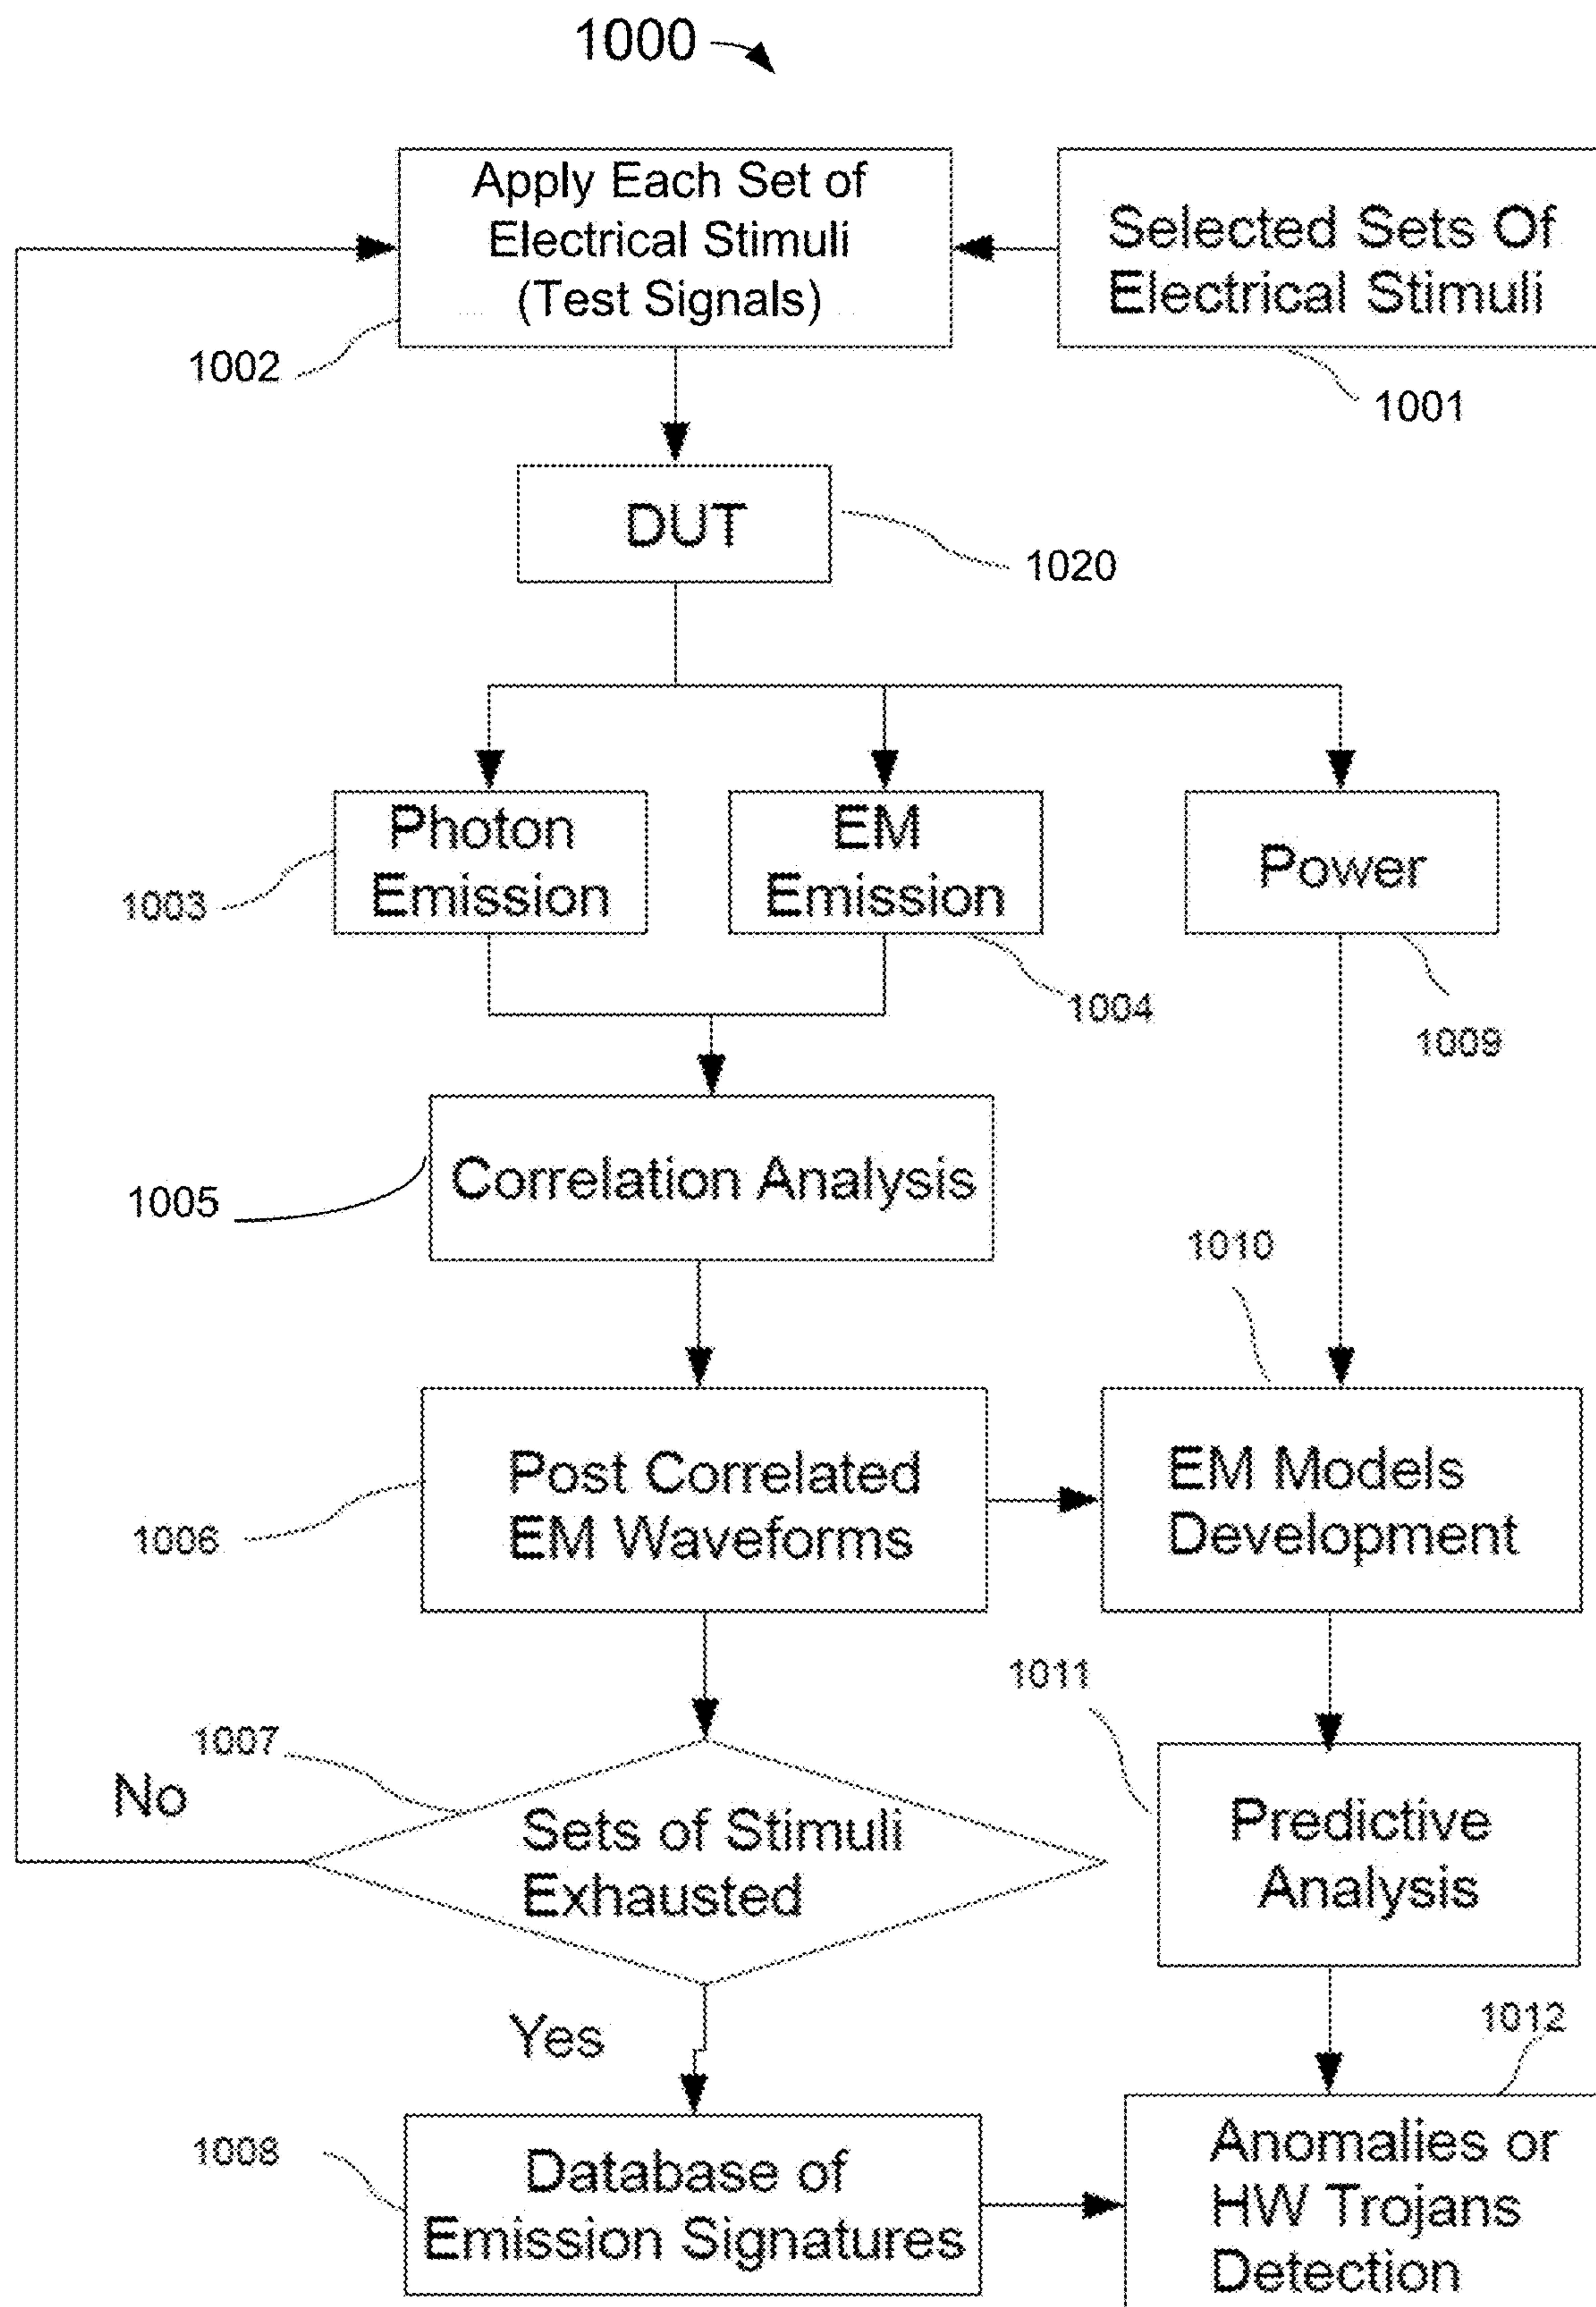 1000
Apply Each Set of
Electrical Stimuli
(Test Signals)
Selected Sets Of
Electrical Stimuli
1002
1001
DUT
1020
Photon
Emission
EM
Emission
Power
1003
1004
1009
Correlation Analysis
1005
1010
Post Correlated
EM Waveforms
EM Models
Development
1006
1011
1007
No
Sets of Stimuli
Exhausted
Predictive
Analysis
Yes
1012
1008
Database of
Emission Signatures
Anomalies or
HW Trojans
Detection